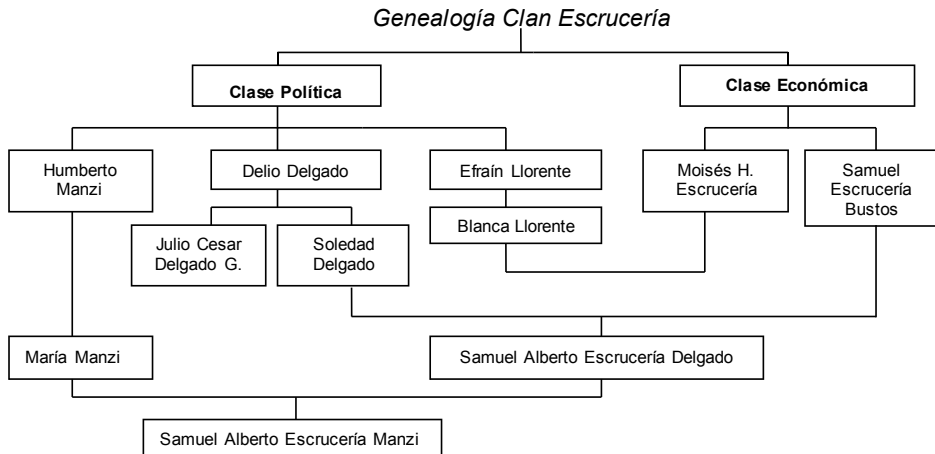 Genealogía Clan Escrucería
Clase Política
Clase Económica
Humberto
Manzi
Delio Delgado
Efraín Llorente
Moisés H.
Escrucería
Samuel
Escrucería
Bustos
Blanca Llorente
Julio Cesar
Delgado G.
Soledad
Delgado
María Manzi
Samuel Alberto Escrucería Delgado
Samuel Alberto Escrucería Manzi